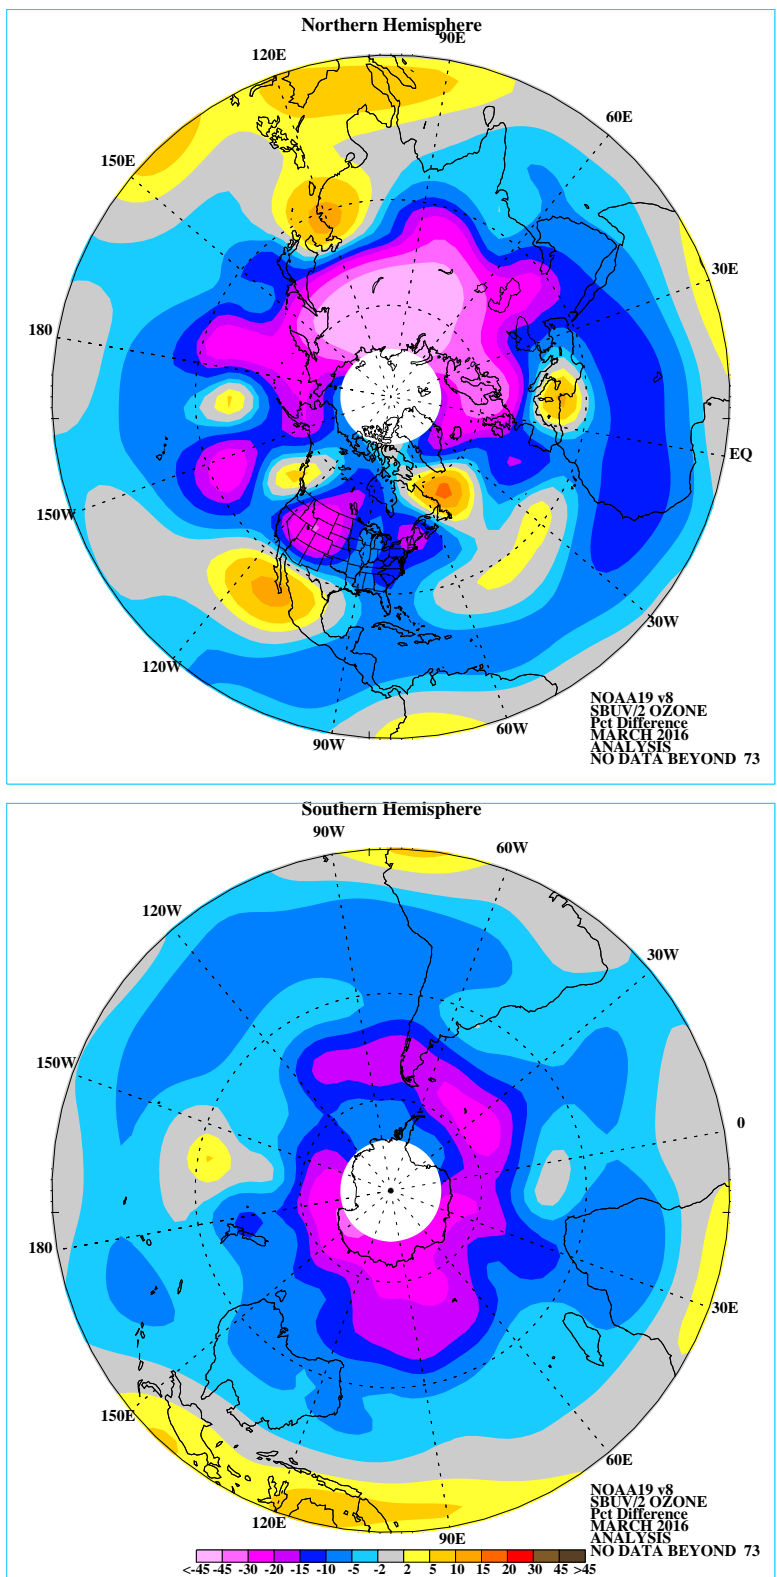 Northern Hemisphere
90E
120E
60E
150E
30E
180
EQ
150W
30W
120W
60W
90W
NOAA19 v8
SBUV/2 OZONE
Pct Difference
MARCH 2016
ANALYSIS
NO DATA BEYOND 73
Southern Hemisphere
90W
60W
120W
30W
150W
0
180
30E
150E
60E
120E
90E
NOAA19 v8
SBUV/2 OZONE
Pct Difference
MARCH 2016
ANALYSIS
NO DATA BEYOND 73
<-45 -45 -30 -20 -15 -10 -5 -2 2 5 10 15 20 30 45 >45